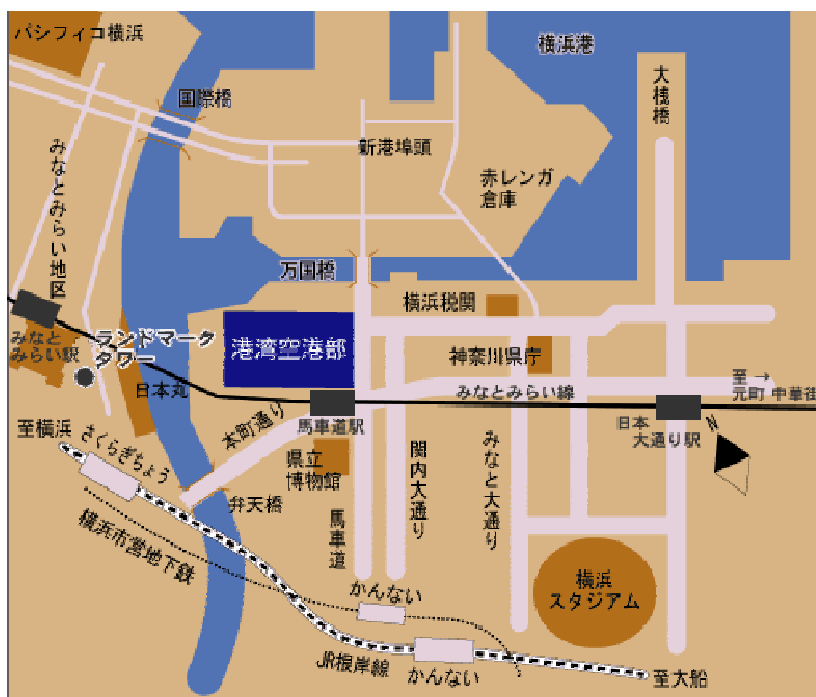 パシフィコ横浜
国際橋
横浜港
大桟橋
新港埠頭
赤レンガ
倉庫
みなとみらい地区
万国橋
横浜税関
みなと
みらい駅
ランドマーク
タワー
港湾空港部
神奈川県庁
日本丸
みなとみらい線
至 →
元町 中華街
馬車道駅
旧日本
大通り駅
N
至横浜
さくらぎちょう
本町通り
県立
博物館
関内大通り
みなと大通り
弁天橋
馬車道
横浜市営地下鉄
横浜
スタジアム
かんない
JR根岸線
かんない
至大船